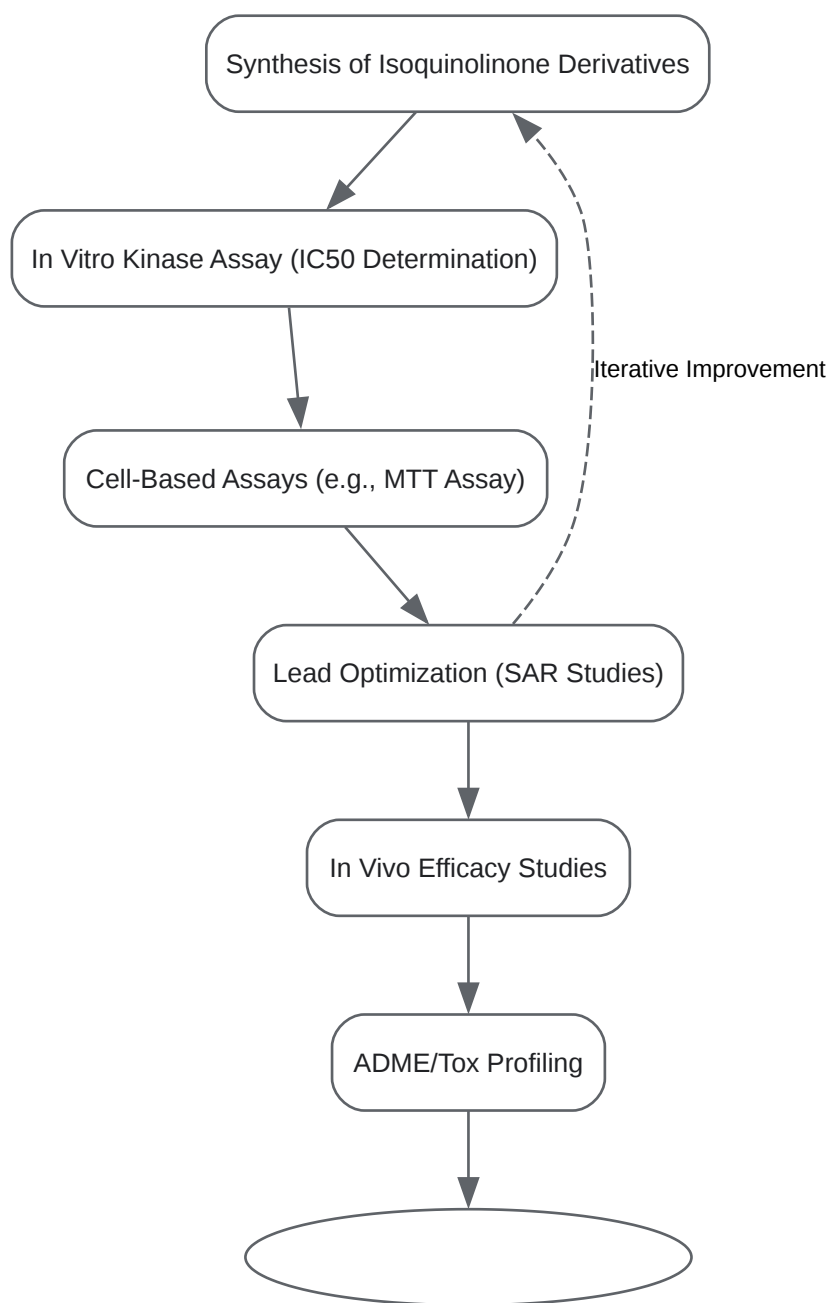 Synthesis of Isoquinolinone Derivatives
In Vitro Kinase Assay (IC50 Determination)
Iterative Improvement
Cell-Based Assays (e.g., MTT Assay)
Lead Optimization (SAR Studies)
In Vivo Efficacy Studies
ADME/Tox Profiling